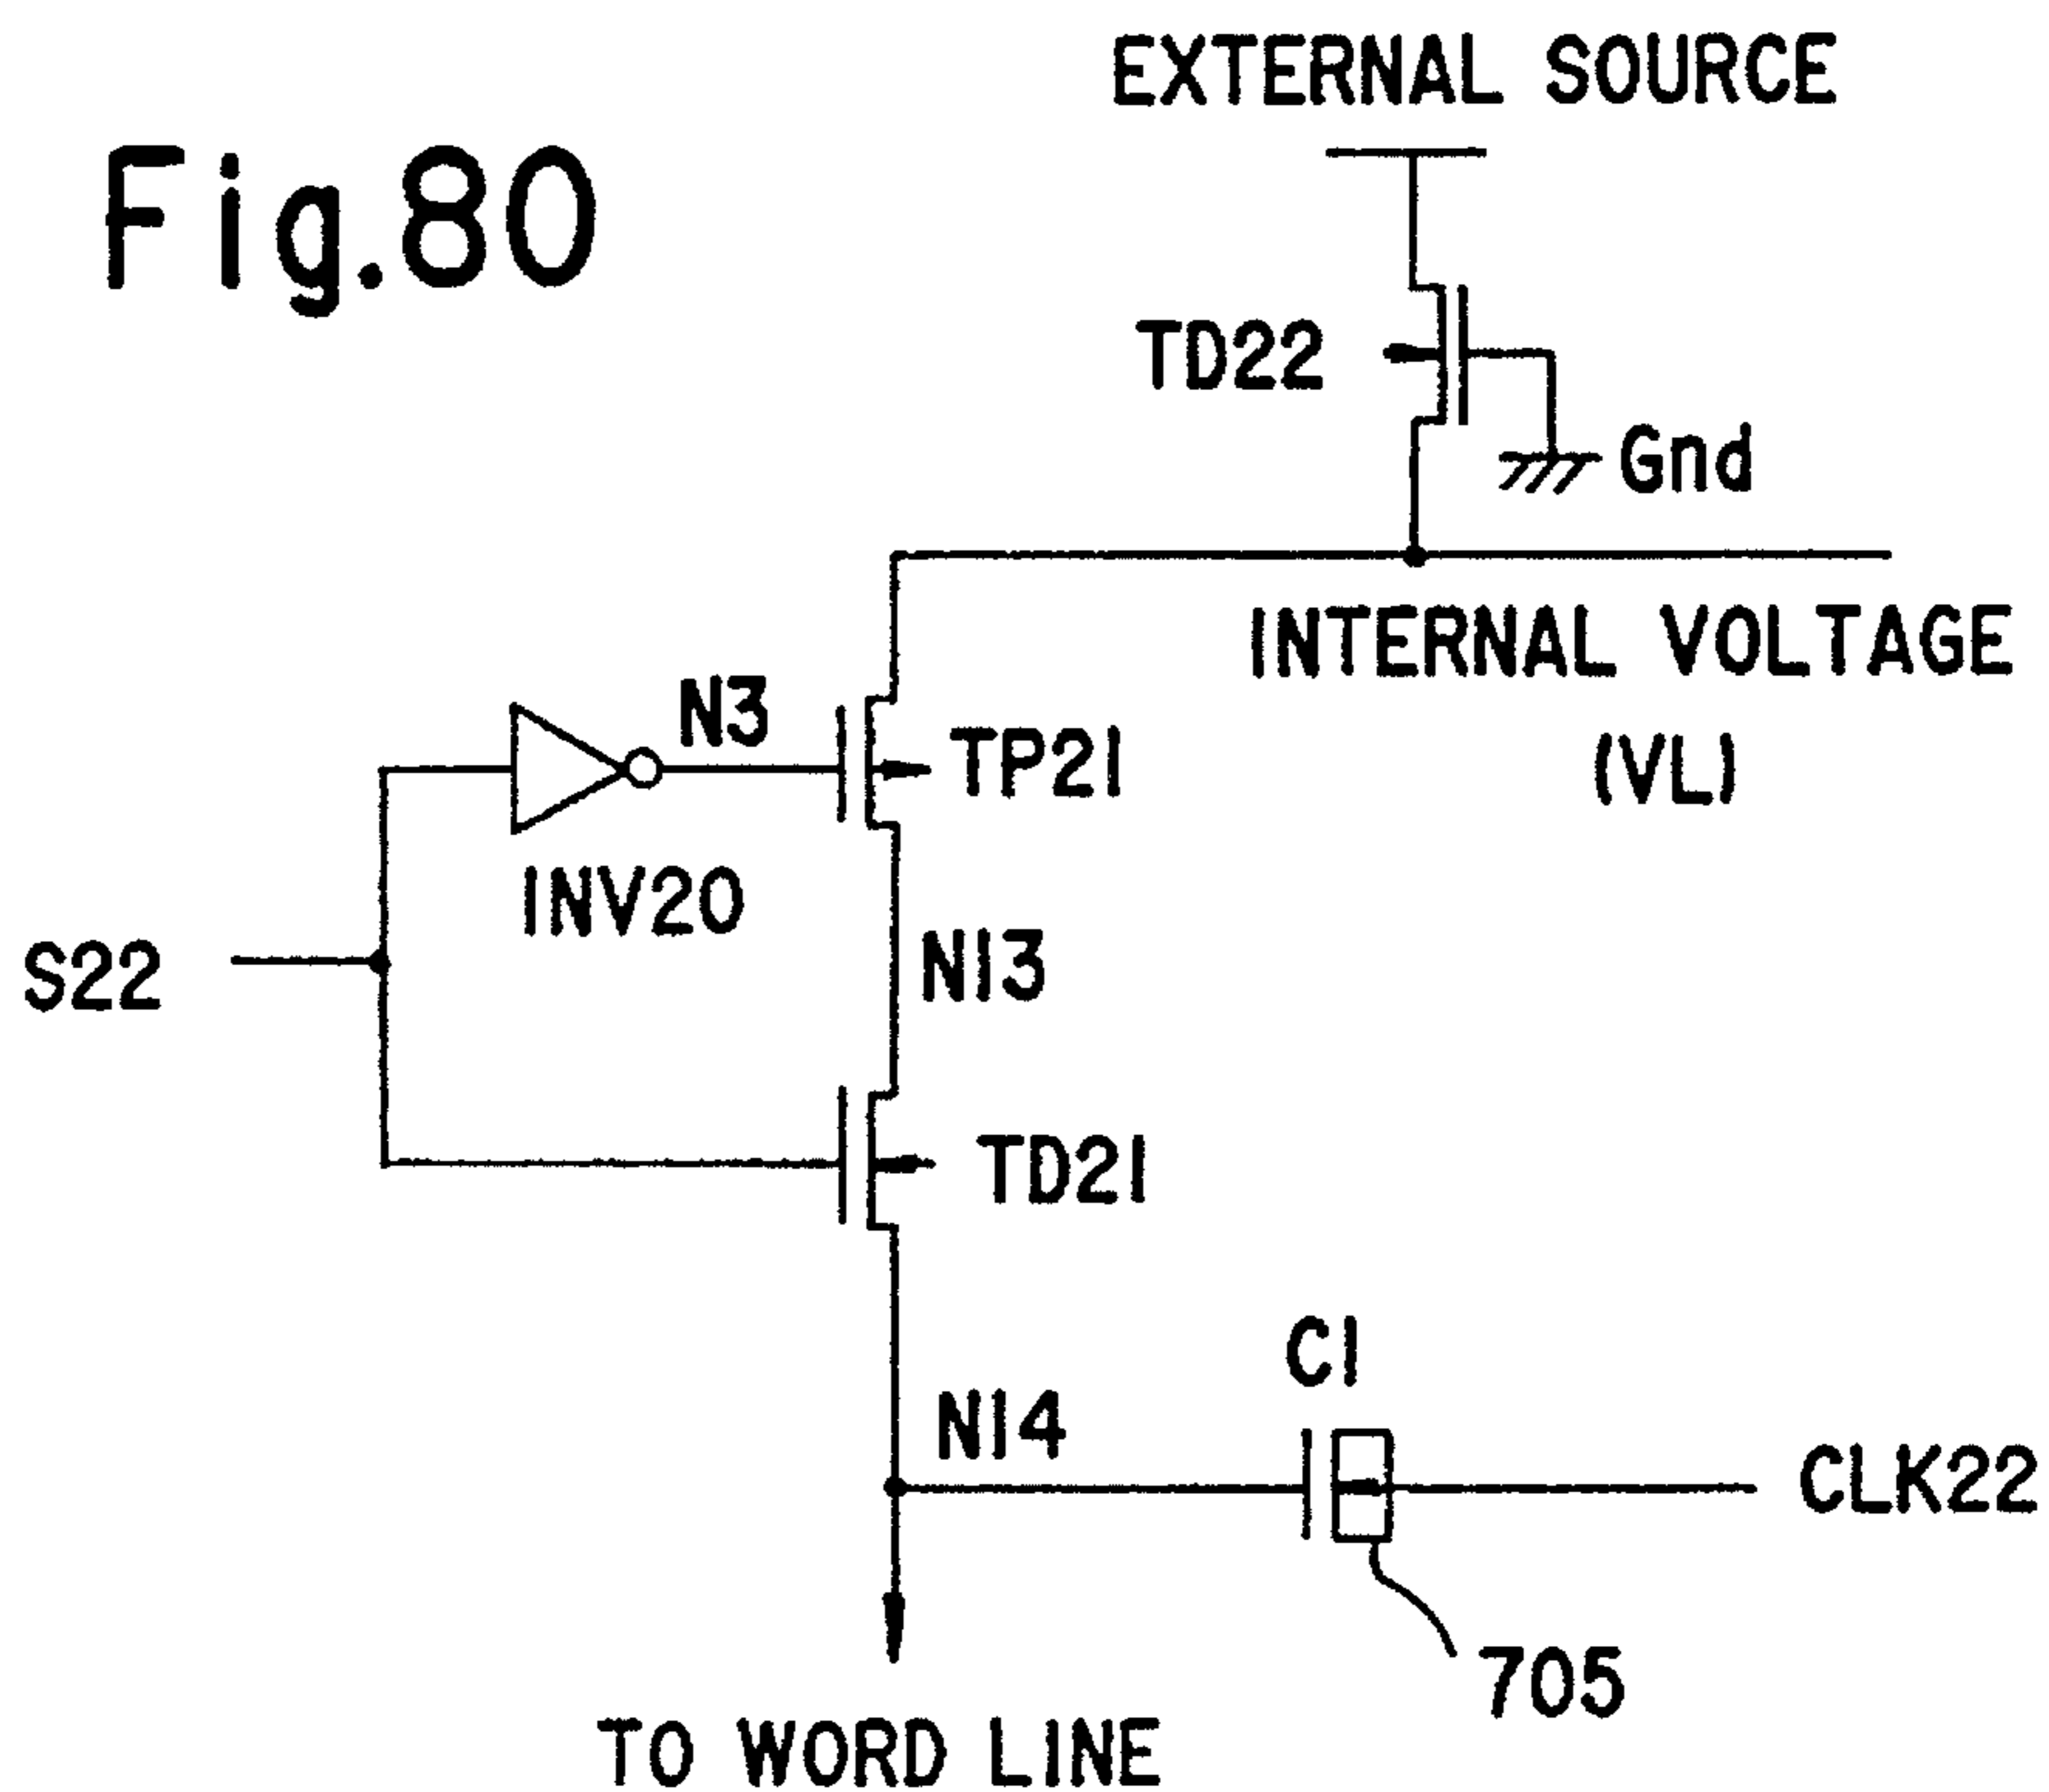 EXTERNAL SOURCE
Fig.80
TD22
Gnd
INTERNAL VOLTAGE
(VL)
N3
TP21
INV20
N13
S22
TD21
C1
N14
CLK22
705
TO WORD LINE